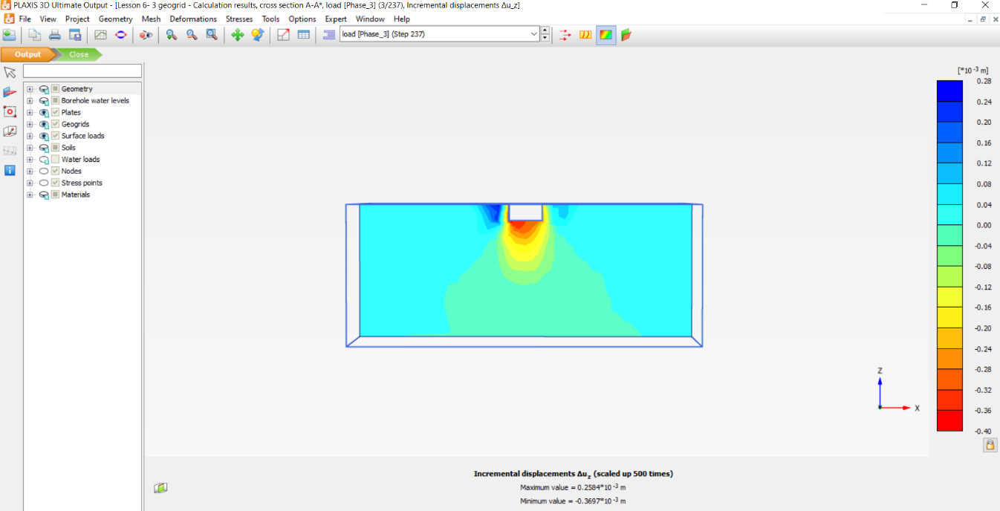 PLAXIS 3D Ultimate Output - [Lesson 6- 3 geogrid - Calculation results, cross section A-A*, load [Phase_3] (3/237), Incremental displacements Δu_z]
File View Project Geometry Mesh Deformations Stresses Tools Options Expert Window Help
load [Phase_3] (Step 237)
Output Close
Geometry
Borehole water levels
Plates
Geogrids
Surface loads
Soils
Water loads
Nodes
Stress points
Materials
[*10⁻³ m]
0.28
0.24
0.20
0.16
0.12
0.08
0.04
0.00
-0.04
-0.08
-0.12
-0.16
-0.20
-0.24
-0.28
-0.32
-0.36
-0.40
Z
X
Incremental displacements Δu_z (scaled up 500 times)
Maximum value = 0.2584*10⁻³ m
Minimum value = -0.3697*10⁻³ m